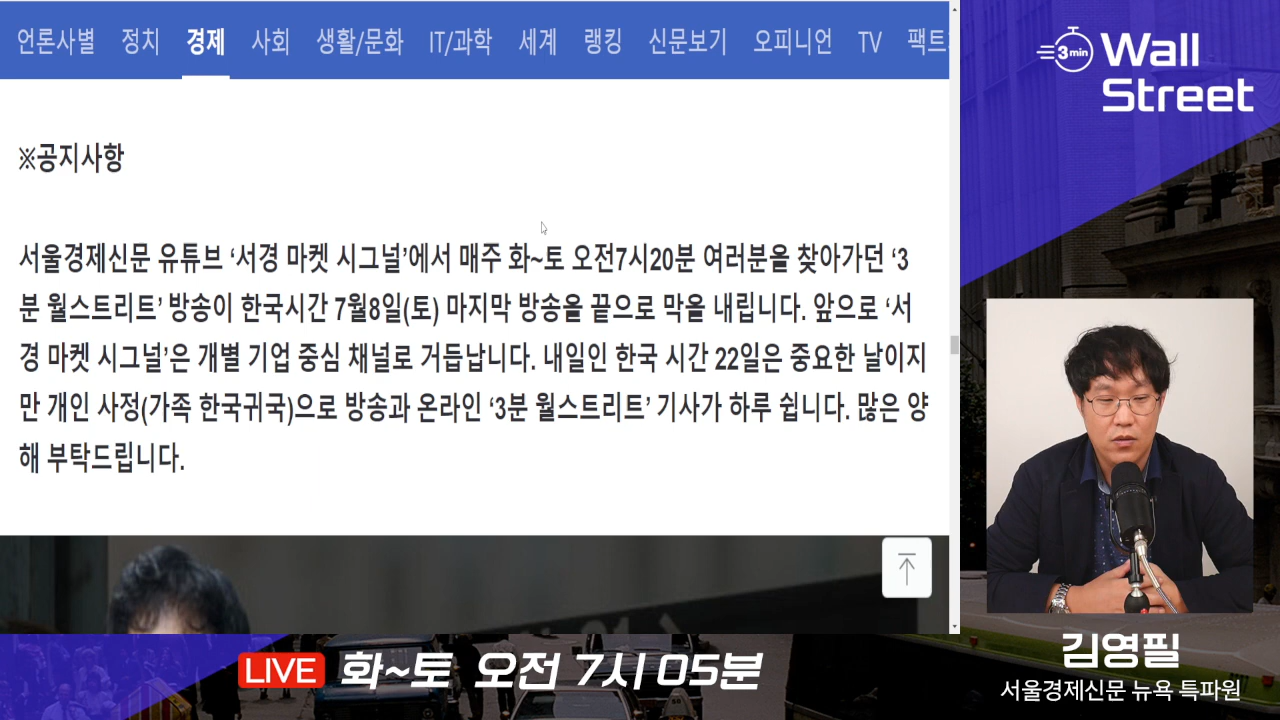 언론사별 정치 경제 사회 생활/문화 IT/과학 세계 랭킹 신문보기 오피니언 TV 팩트
3min Wall
Street
※공지사항
서울경제신문 유튜브 ‘서경 마켓 시그널’에서 매주 화~토 오전7시20분 여러분을 찾아가던 ‘3
분 월스트리트’ 방송이 한국시간 7월8일(토) 마지막 방송을 끝으로 막을 내립니다. 앞으로 ‘서
경 마켓 시그널’은 개별 기업 중심 채널로 거듭납니다. 내일인 한국 시간 22일은 중요한 날이지
만 개인 사정(가족 한국귀국)으로 방송과 온라인 ‘3분 월스트리트’ 기사가 하루 쉽니다. 많은 양
해 부탁드립니다.
LIVE 화~토 오전 7시 05분
김영필
서울경제신문 뉴욕 특파원